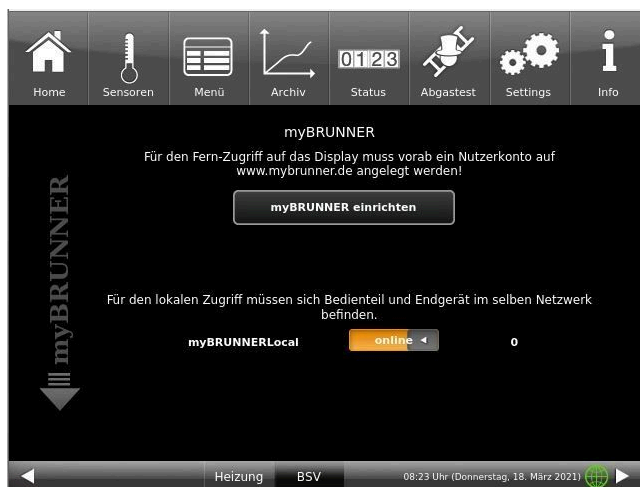 Home Sensoren Menü Archiv 0123 Status Abgastest Settings Info
myBRUNNER
Für den Fern-Zugriff auf das Display muss vorab ein Nutzerkonto auf
www.mybrunner.de angelegt werden!
myBRUNNER einrichten
myBRUNNER
Für den lokalen Zugriff müssen sich Bedienteil und Endgerät im selben Netzwerk
befinden.
myBRUNNERLocal online 0
Heizung BSV 08:23 Uhr (Donnerstag, 18. März 2021)